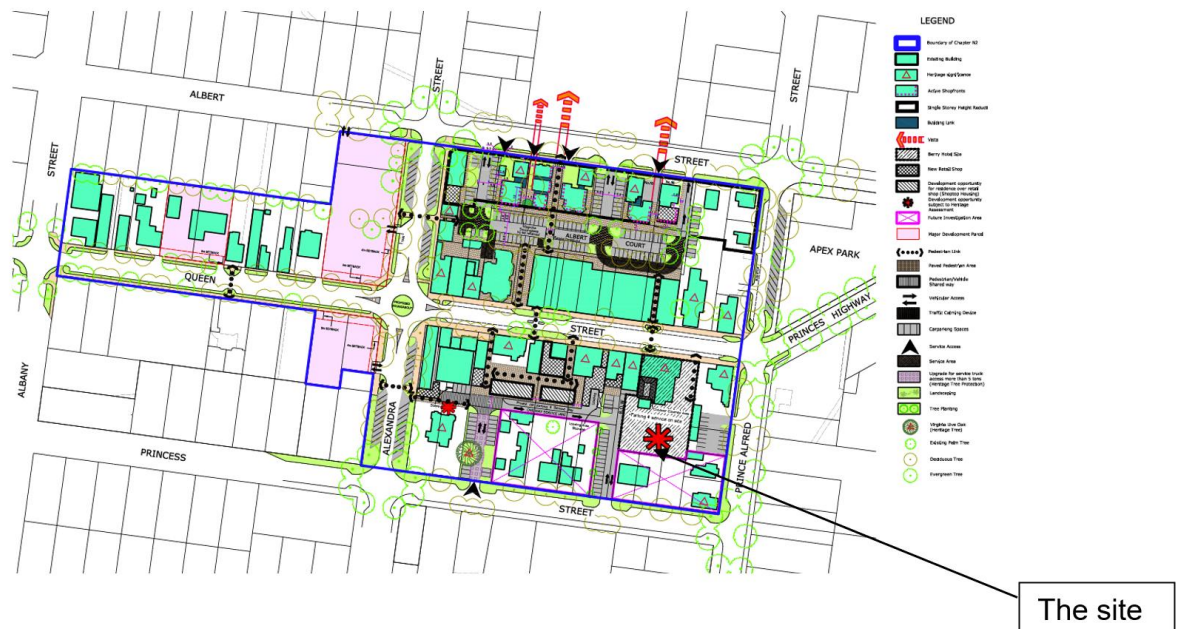 LEGEND
Boundary of Chapter N2
Existing Building
Heritage significance
Active Shopfronts
Single Storey Height Reduct
Building Link
Vista
Berry Hotel Site
New Retail Shop
Development opportunity
for residence over retail
shop (Shoptop Housing)
Development opportunity
subject to Heritage
Assessment
Future Investigation Area
Major Development Parcel
Pedestrian Link
Paved Pedestrian Area
Pedestrian/Vehicle
Shared way
Vehicular Access
Traffic Calming Device
Carparking Spaces
Service Access
Service Area
Upgrade for service truck
access more than 5 tons
(Heritage Tree Protection)
Landscaping
Tree Planting
Virginia Live Oak
(Heritage Tree)
Existing Palm Tree
Deciduous Tree
Evergreen Tree
ALBERT
STREET
STREET
STREET
STREET
ALBERT
COURT
APEX PARK
QUEEN
STREET
PRINCES HIGHWAY
ALBANY
ALEXANDRA
PRINCE ALFRED
PRINCESS
STREET
The site